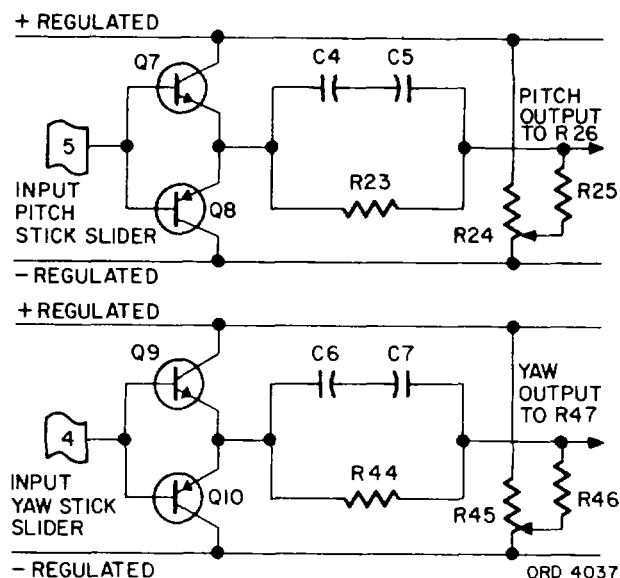 + REGULATED
Q7
C4
C5
PITCH
OUTPUT
TO R26
5
R23
R25
INPUT
PITCH
STICK SLIDER
Q8
R24
– REGULATED
+ REGULATED
Q9
C6
C7
YAW
OUTPUT
TO R47
4
R44
INPUT
YAW STICK
SLIDER
Q10
R45
R46
– REGULATED
ORD 4037